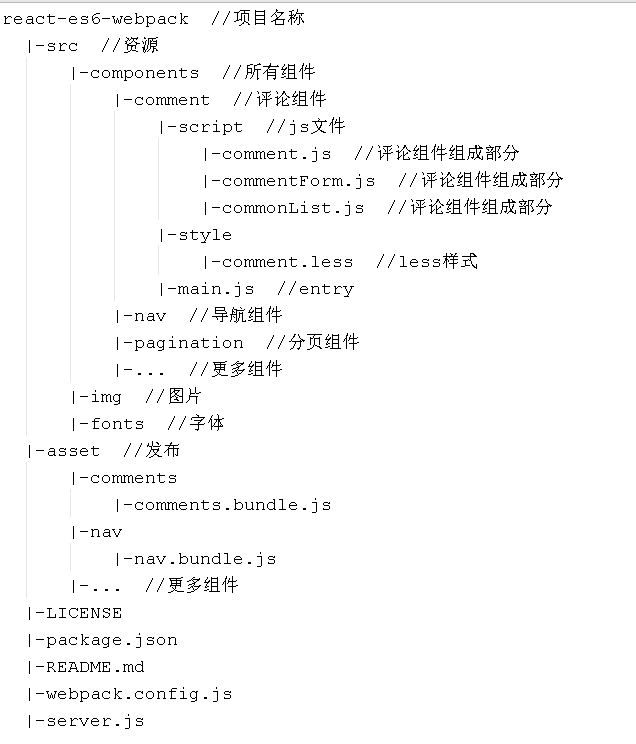 react-es6-webpack  //项目名称
  |-src  //资源
      |-components  //所有组件
          |-comment  //评论组件
              |-script  //js文件
                  |-comment.js  //评论组件组成部分
                  |-commentForm.js  //评论组件组成部分
                  |-commonList.js  //评论组件组成部分
              |-style
                  |-comment.less  //less样式
              |-main.js  //entry
          |-nav  //导航组件
          |-pagination  //分页组件
          |-...  //更多组件
      |-img  //图片
      |-fonts  //字体
  |-asset  //发布
      |-comments
          |-comments.bundle.js
      |-nav
          |-nav.bundle.js
      |-...  //更多组件
  |-LICENSE
  |-package.json
  |-README.md
  |-webpack.config.js
  |-server.js